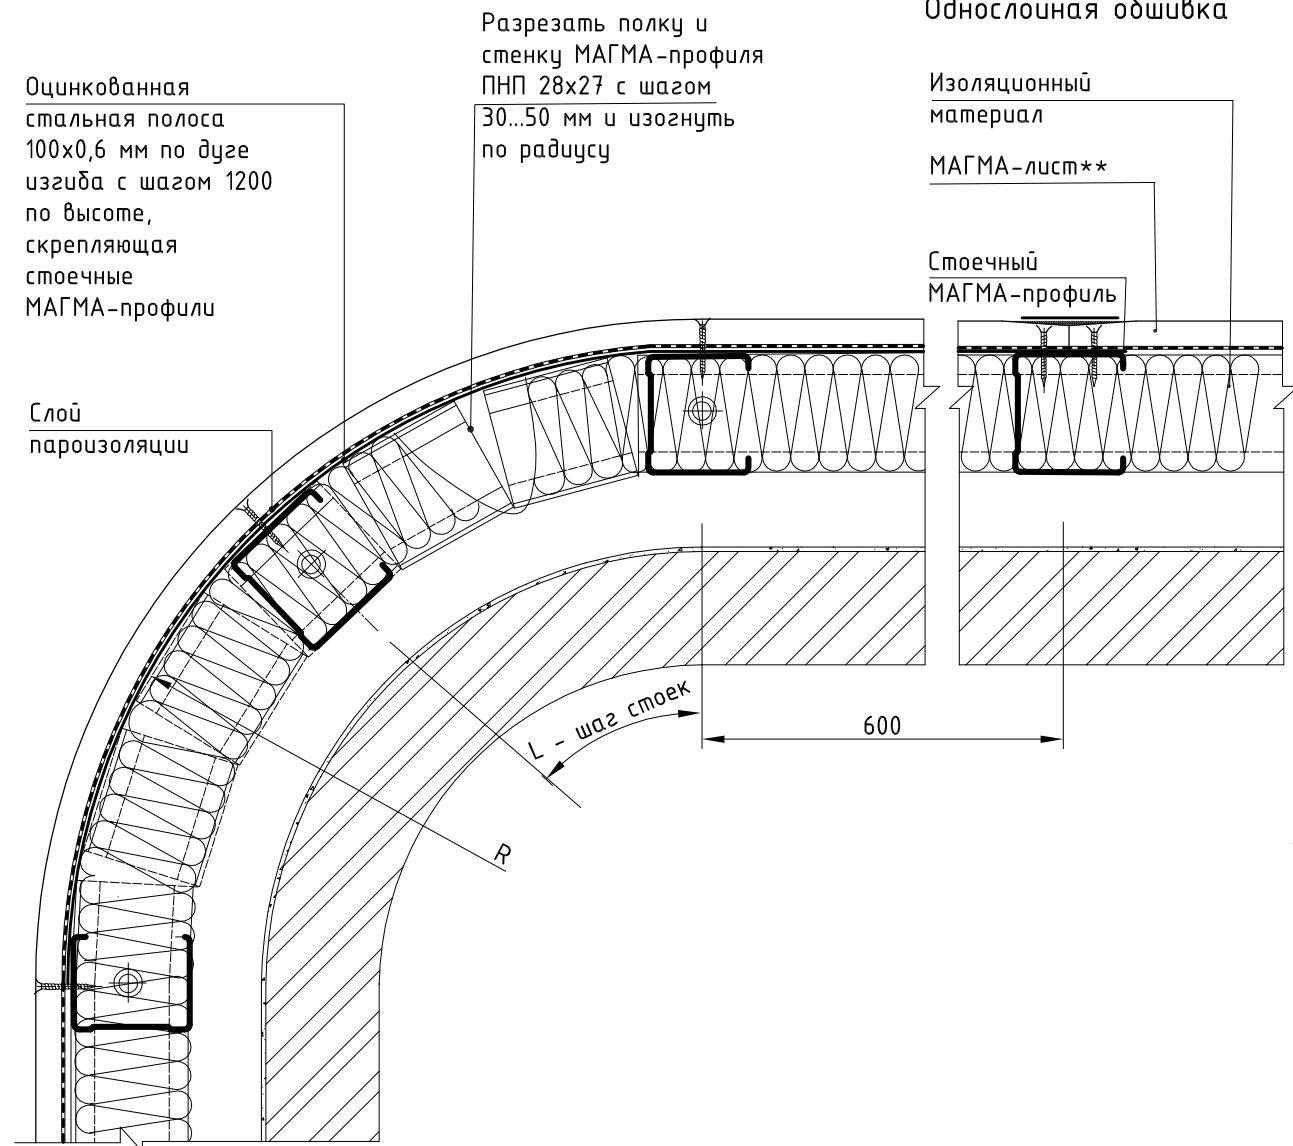 Однослойная обшивка
Разрезать полку и
стенку МАГМА-профиля
ПНП 28х27 с шагом
30...50 мм и изогнуть
по радиусу
Оцинкованная
стальная полоса
100х0,6 мм по дуге
изгиба с шагом 1200
по высоте,
скрепляющая
стоечные
МАГМА-профили
Изоляционный
материал
МАГМА-лист**
Стоечный
МАГМА-профиль
Слой
пароизоляции
L - шаг стоек
600
R